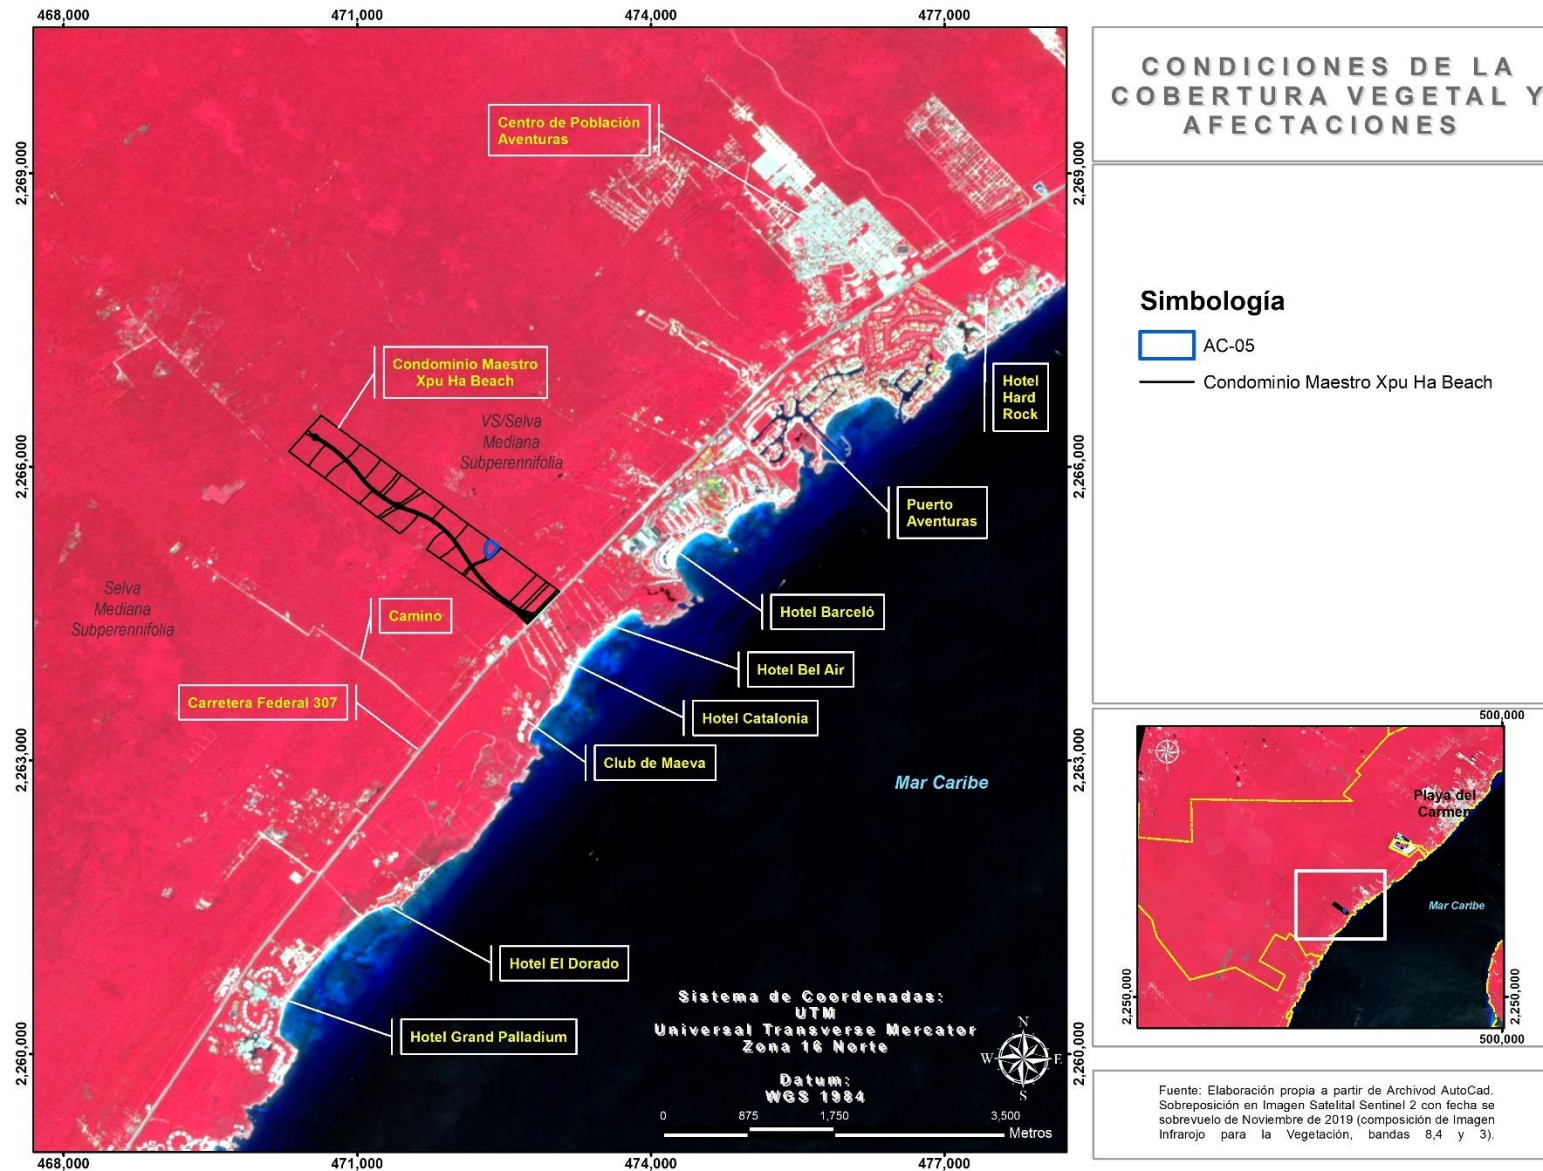 468,000
471,000
474,000
477,000
CONDICIONES DE LA
COBERTURA VEGETAL Y
AFECTACIONES
2,269,000
2,266,000
2,263,000
2,260,000
2,269,000
2,266,000
2,263,000
2,260,000
Centro de Población
Aventuras
Condominio Maestro
Xpu Ha Beach
VS/Selva
Mediana
Subperennifolia
Hotel
Hard
Rock
Puerto
Aventuras
Selva
Mediana
Subperennifolia
Camino
Hotel Barceló
Hotel Bel Air
Carretera Federal 307
Hotel Catalonia
Club de Maeva
Mar Caribe
Hotel El Dorado
Hotel Grand Palladium
Sistema de Coordenadas:
UTM
Universal Transverse Mercator
Zona 16 Norte
Datum:
WGS 1984
N
W
E
S
0
875
1,750
3,500
Metros
468,000
471,000
474,000
477,000
Simbología
AC-05
Condominio Maestro Xpu Ha Beach
500,000
Playa del
Carmen
Mar Caribe
2,250,000
2,250,000
500,000
Fuente: Elaboración propia a partir de Archivod AutoCad.
Sobreposición en Imagen Satelital Sentinel 2 con fecha se
sobrevuelo de Noviembre de 2019 (composición de Imagen
Infrarojo para la Vegetación, bandas 8,4 y 3).